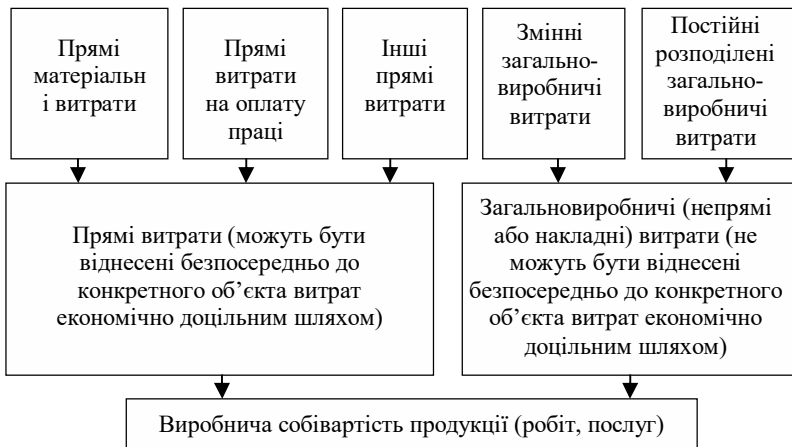 Прямі
матеріальн
і витрати
Прямі
витрати
на оплату
праці
Інші
прямі
витрати
Змінні
загально-
виробничі
витрати
Постійні
розподілені
загально-
виробничі
витрати
Прямі витрати (можуть бути
віднесені безпосередньо до
конкретного об’єкта витрат
економічно доцільним шляхом)
Загальновиробничі (непрямі
або накладні) витрати (не
можуть бути віднесені
безпосередньо до конкретного
об’єкта витрат економічно
доцільним шляхом)
Виробнича собівартість продукції (робіт, послуг)